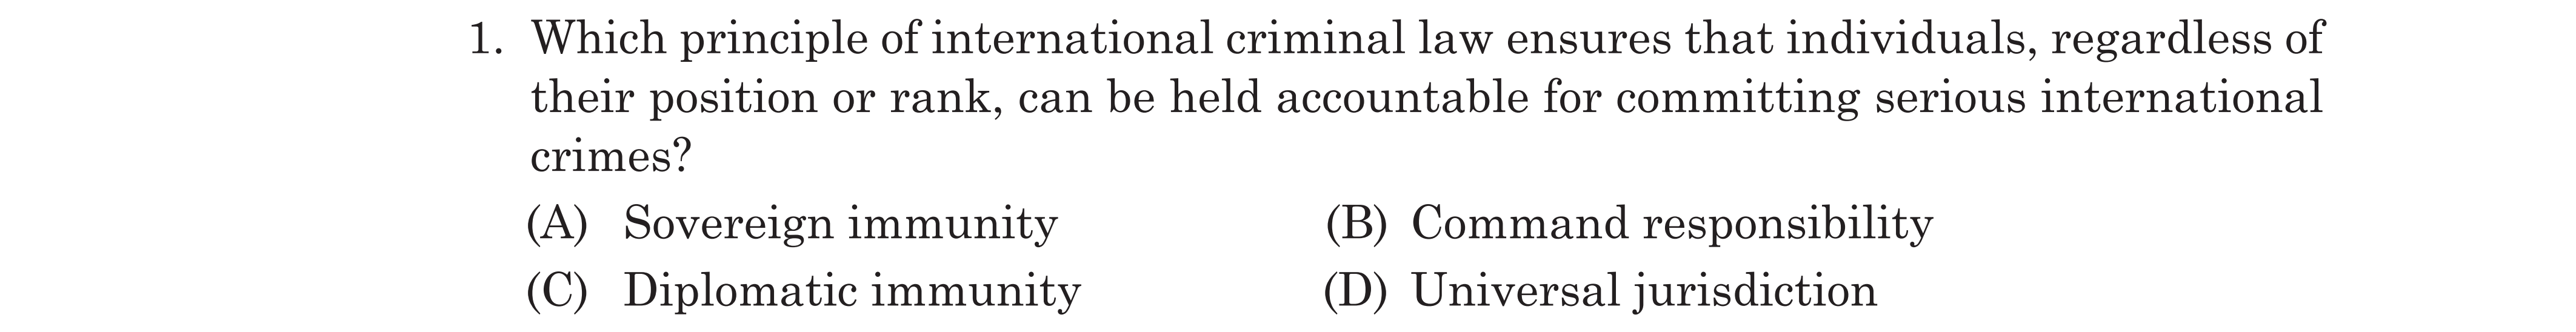 1. Which principle of international criminal law ensures that individuals, regardless of
their position or rank, can be held accountable for committing serious international
crimes?
(A) Sovereign immunity (B) Command responsibility
(C) Diplomatic immunity (D) Universal jurisdiction